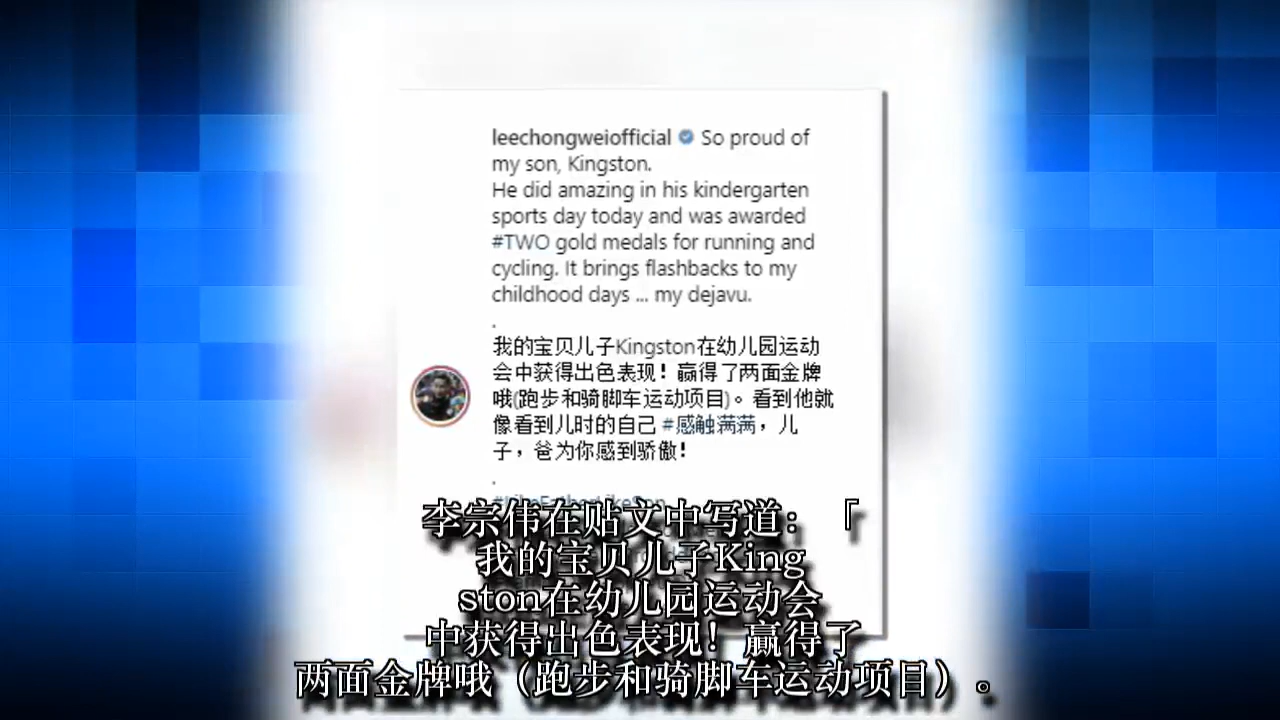 leechongweiofficial So proud of
my son, Kingston.
He did amazing in his kindergarten
sports day today and was awarded
#TWO gold medals for running and
cycling. It brings flashbacks to my
childhood days ... my dejavu.
.
我的宝贝儿子Kingston在幼儿园运动
会中获得出色表现！赢得了两面金牌
哦(跑步和骑脚车运动项目)。看到他就
像看到儿时的自己 #感触满满，儿
子，爸为你感到骄傲！
.
#LikeFatherLikeSon
李宗伟在贴文中写道：「
我的宝贝儿子King
ston在幼儿园运动会
中获得出色表现！赢得了
两面金牌哦（跑步和骑脚车运动项目）。